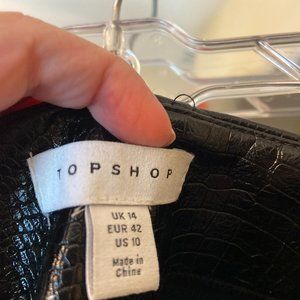 TOPSHOP
UK 14
EUR 42
US 10
Made in
China